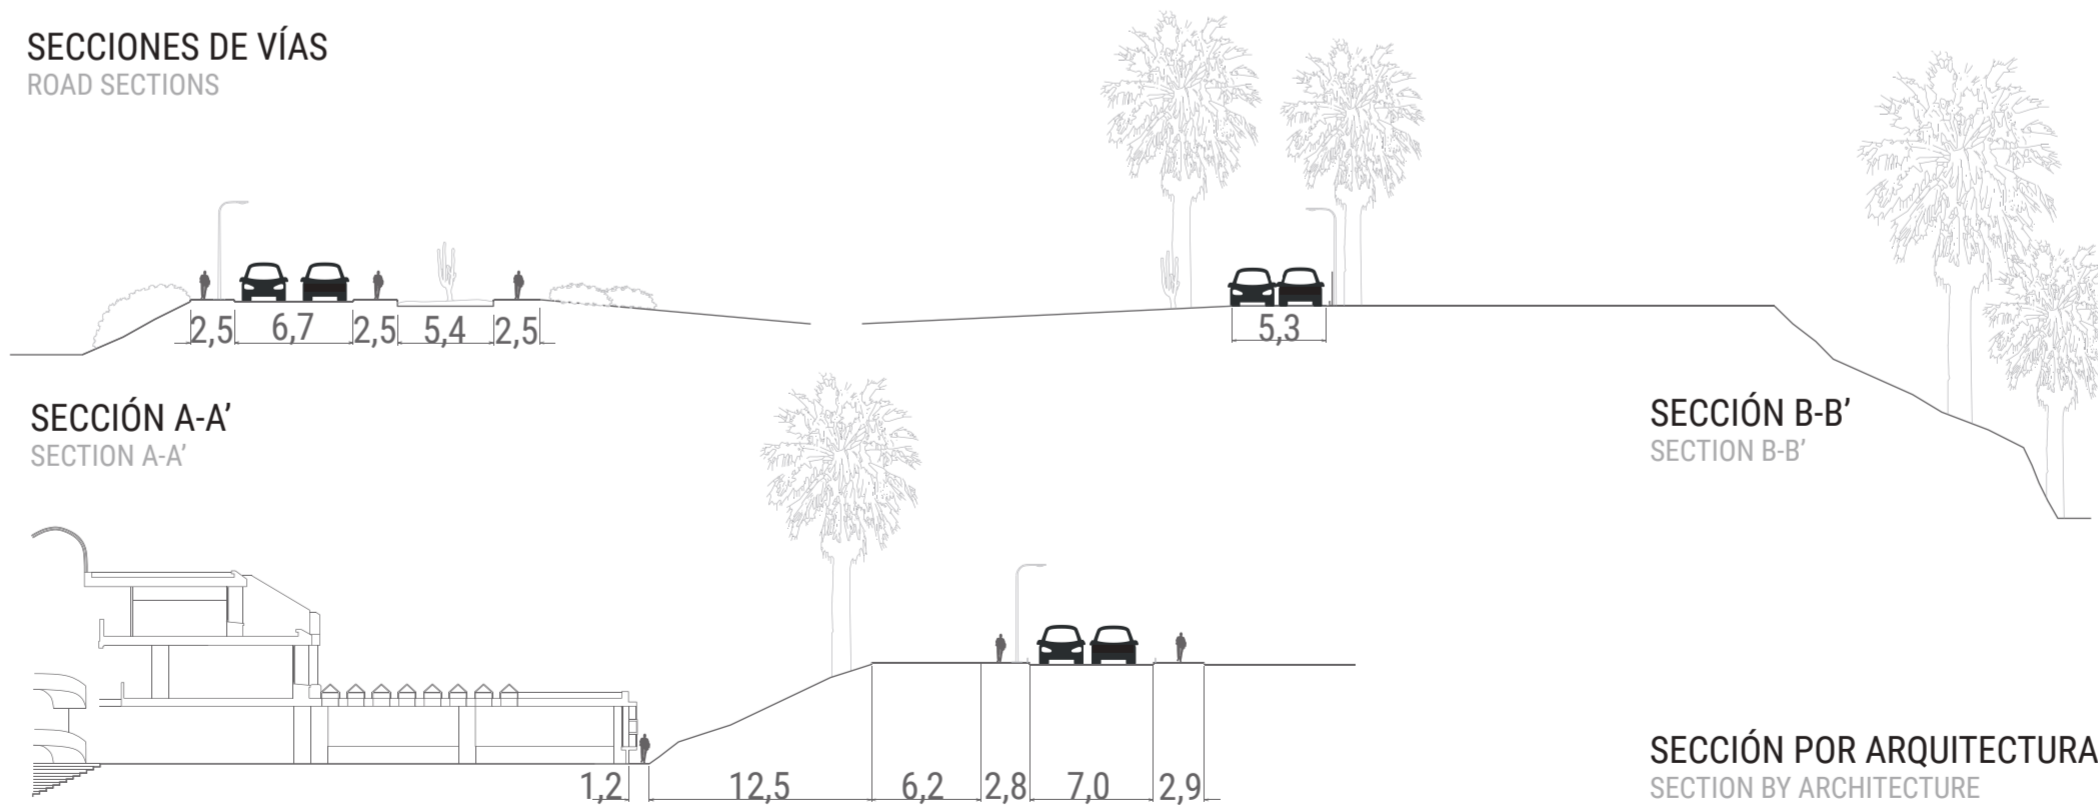 SECCIONES DE VÍAS
ROAD SECTIONS
2,5 6,7 2,5 5,4 2,5
5,3
SECCIÓN A-A’
SECTION A-A’
SECCIÓN B-B’
SECTION B-B’
1,2 12,5 6,2 2,8 7,0 2,9
SECCIÓN POR ARQUITECTURA
SECTION BY ARCHITECTURE